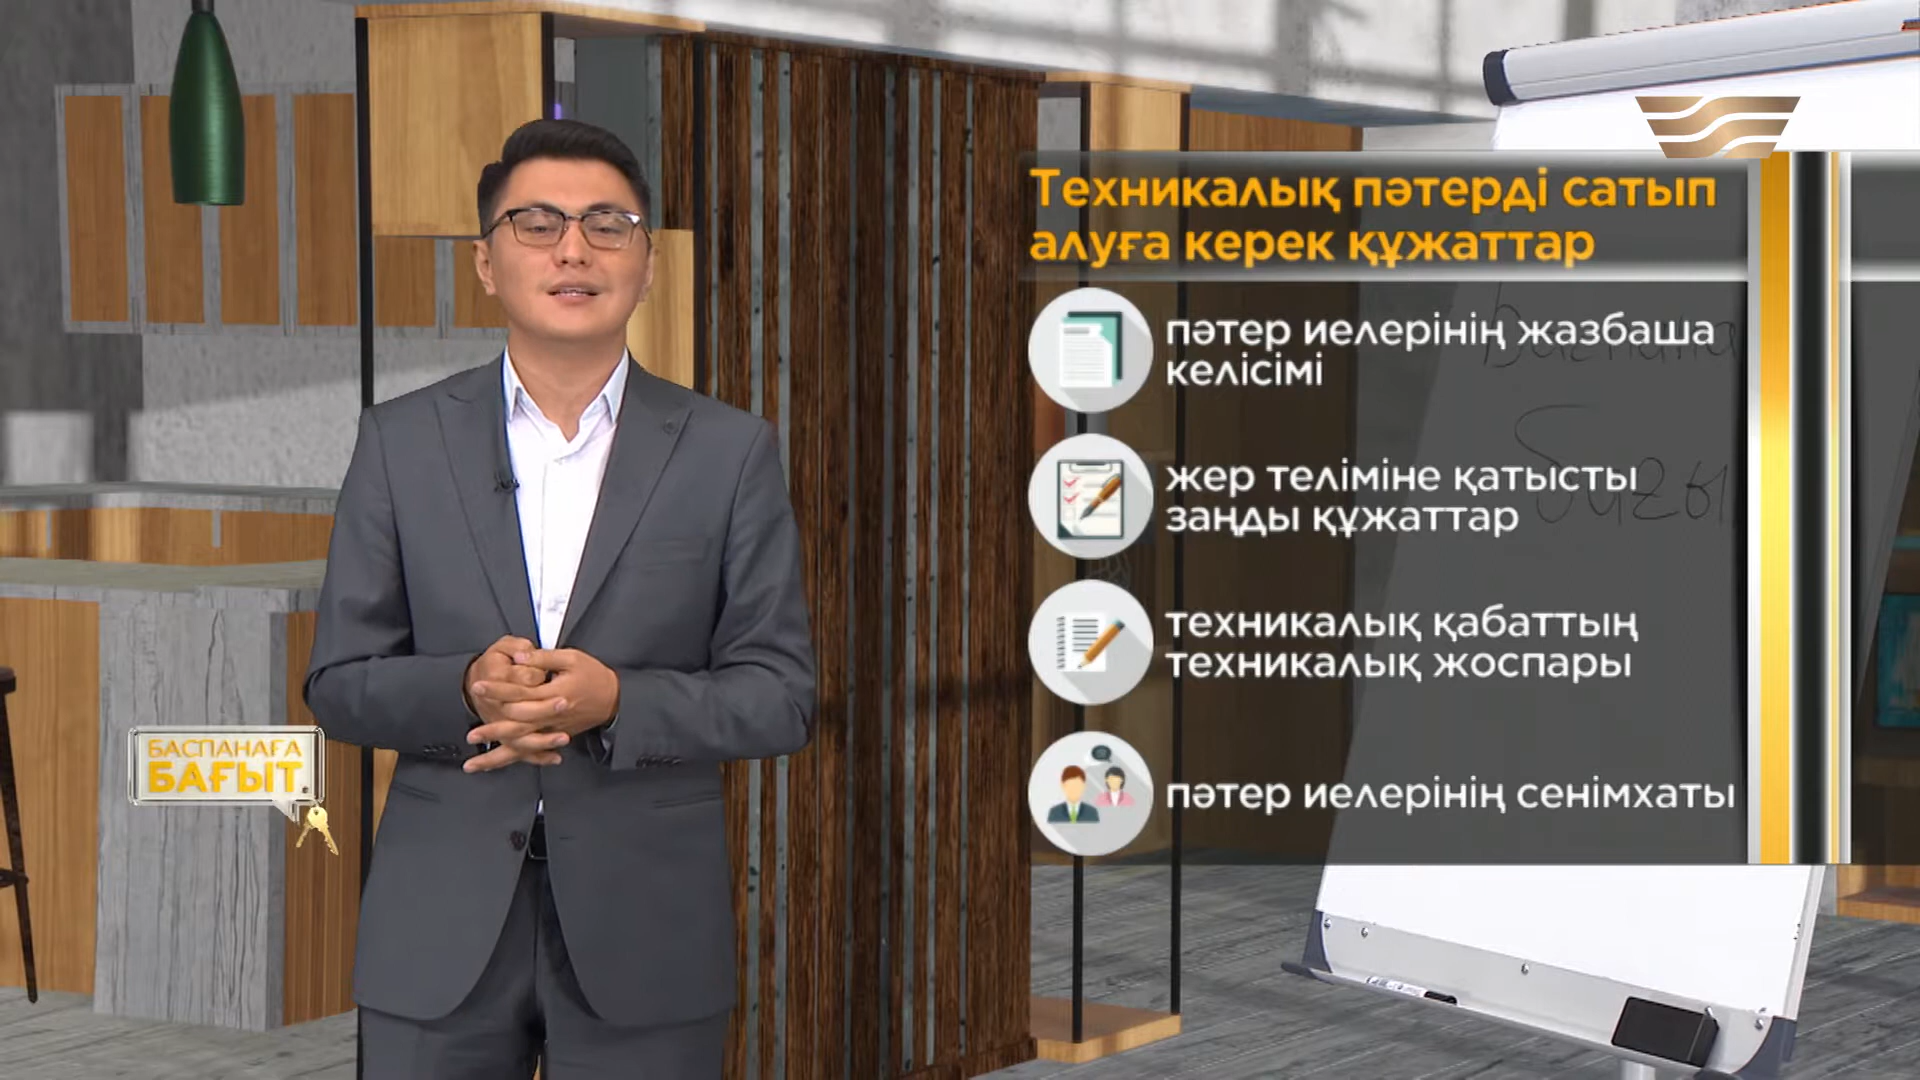 Техникалық пәтерді сатып
алуға керек құжаттар
пәтер иелерінің жазбаша
келісімі
жер теліміне қатысты
заңды құжаттар
техникалық қабаттың
техникалық жоспары
пәтер иелерінің сенімхаты
БАСПАНАҒА
БАҒЫТ